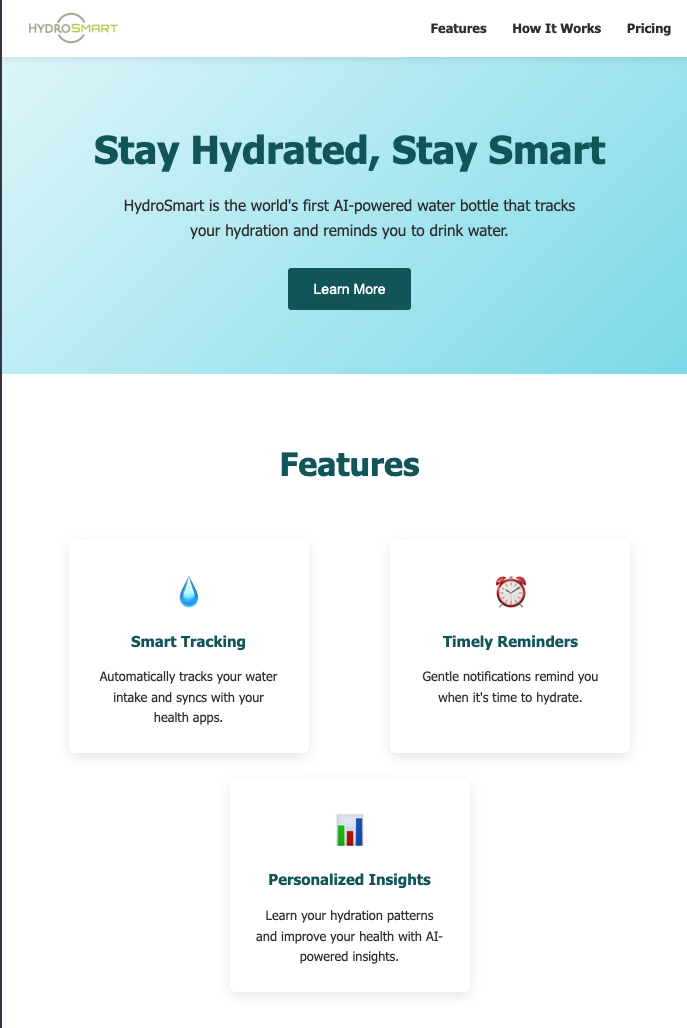 HYDROSMART
Features
How It Works
Pricing
Stay Hydrated, Stay Smart
HydroSmart is the world's first AI-powered water bottle that tracks
your hydration and reminds you to drink water.
Learn More
Features
Smart Tracking
Automatically tracks your water
intake and syncs with your
health apps.
Timely Reminders
Gentle notifications remind you
when it's time to hydrate.
Personalized Insights
Learn your hydration patterns
and improve your health with AI-
powered insights.